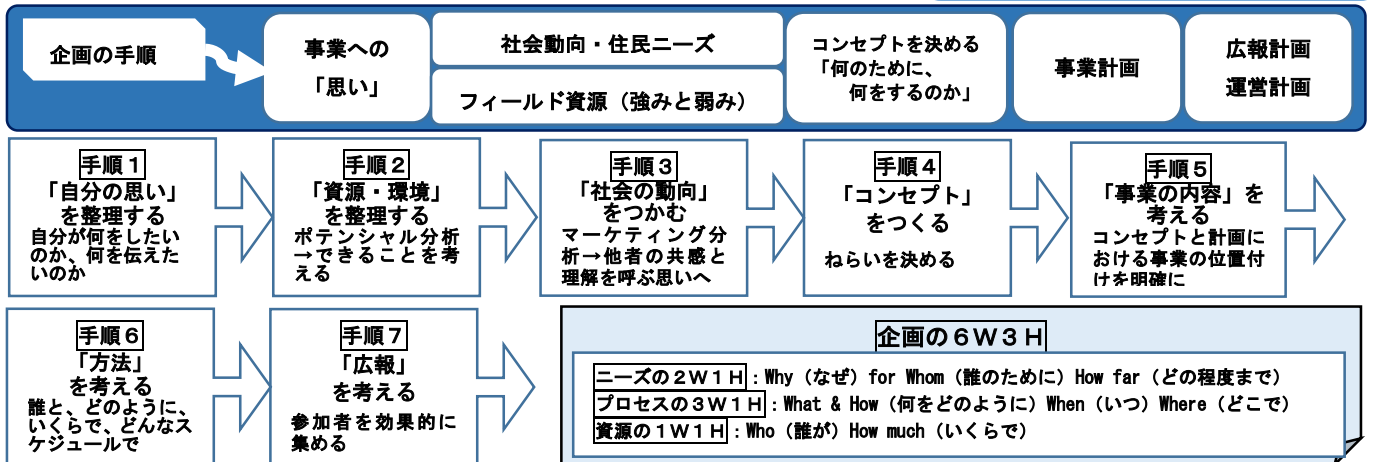 企画の手順
事業への
「思い」
社会動向・住民ニーズ
フィールド資源（強みと弱み）
コンセプトを決める
「何のために、
何をするのか」
事業計画
広報計画
運営計画
手順１
「自分の思い」
を整理する
自分が何をしたい
のか、何を伝えた
いのか
手順２
「資源・環境」
を整理する
ポテンシャル分析
→できることを考
える
手順３
「社会の動向」
をつかむ
マーケティング分
析→他者の共感と
理解を呼ぶ思いへ
手順４
「コンセプト」
をつくる
ねらいを決める
手順５
「事業の内容」を
考える
コンセプトと計画に
おける事業の位置付
けを明確に
手順６
「方法」
を考える
誰と、どのように、
いくらで、どんなス
ケジュールで
手順７
「広報」
を考える
参加者を効果的に
集める
企画の６Ｗ３Ｈ
ニーズの２Ｗ１Ｈ：Why（なぜ）for Whom（誰のために）How far（どの程度まで）
プロセスの３Ｗ１Ｈ：What & How（何をどのように）When（いつ）Where（どこで）
資源の１Ｗ１Ｈ：Who（誰が）How much（いくらで）